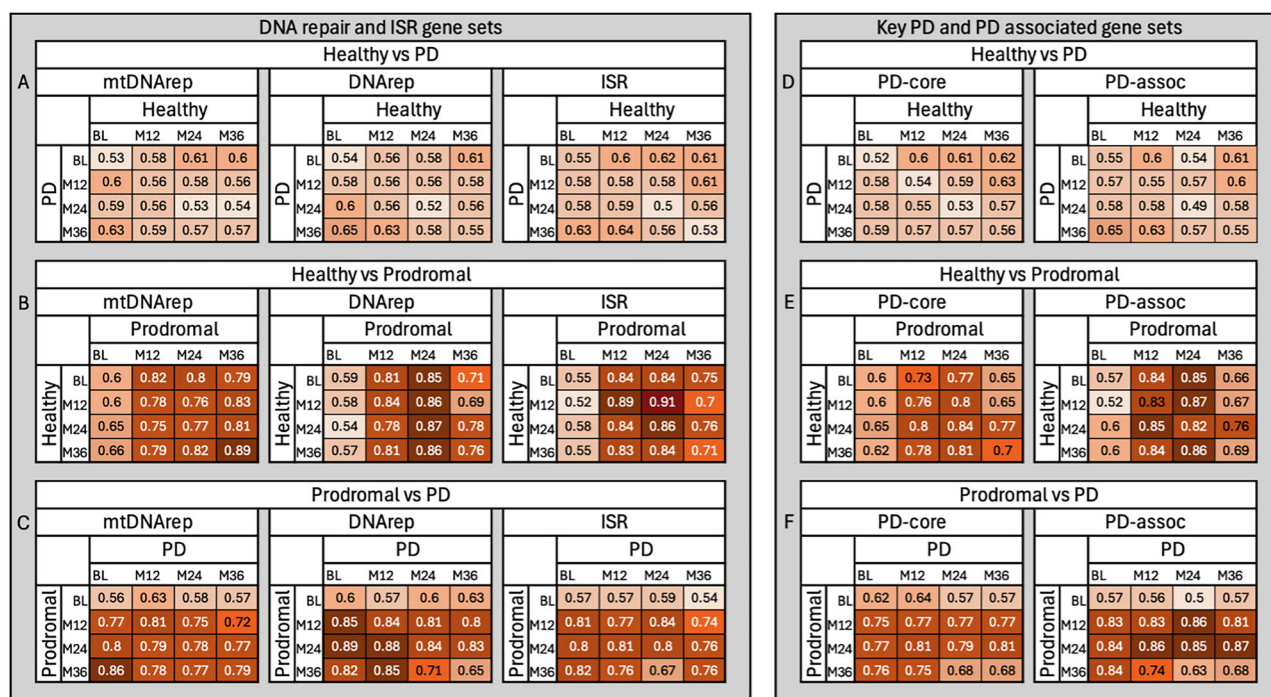 DNA repair and ISR gene sets
Healthy vs PD
A
mtDNArep DNArep ISR
Healthy Healthy Healthy
BL M12 M24 M36 BL M12 M24 M36 BL M12 M24 M36
PD PD PD
BL 0.53 0.58 0.61 0.6 BL 0.54 0.56 0.58 0.61 BL 0.55 0.6 0.62 0.61
M12 0.6 0.56 0.58 0.56 M12 0.58 0.56 0.56 0.58 M12 0.58 0.58 0.58 0.61
M24 0.59 0.56 0.53 0.54 M24 0.6 0.56 0.52 0.56 M24 0.58 0.59 0.5 0.56
M36 0.63 0.59 0.57 0.57 M36 0.65 0.63 0.58 0.55 M36 0.63 0.64 0.56 0.53
Healthy vs Prodromal
B
mtDNArep DNArep ISR
Prodromal Prodromal Prodromal
BL M12 M24 M36 BL M12 M24 M36 BL M12 M24 M36
Healthy Healthy Healthy
BL 0.6 0.82 0.8 0.79 BL 0.59 0.81 0.85 0.71 BL 0.55 0.84 0.84 0.75
M12 0.6 0.78 0.76 0.83 M12 0.58 0.84 0.86 0.69 M12 0.52 0.89 0.91 0.7
M24 0.65 0.75 0.77 0.81 M24 0.54 0.78 0.87 0.78 M24 0.58 0.84 0.86 0.76
M36 0.66 0.79 0.82 0.89 M36 0.57 0.81 0.86 0.76 M36 0.55 0.83 0.84 0.71
Prodromal vs PD
C
mtDNArep DNArep ISR
PD PD PD
BL M12 M24 M36 BL M12 M24 M36 BL M12 M24 M36
Prodromal Prodromal Prodromal
BL 0.56 0.63 0.58 0.57 BL 0.6 0.57 0.6 0.63 BL 0.57 0.57 0.59 0.54
M12 0.77 0.81 0.75 0.72 M12 0.85 0.84 0.81 0.8 M12 0.81 0.77 0.84 0.74
M24 0.8 0.79 0.78 0.77 M24 0.89 0.88 0.84 0.83 M24 0.8 0.81 0.8 0.76
M36 0.86 0.78 0.77 0.79 M36 0.82 0.85 0.71 0.65 M36 0.82 0.76 0.67 0.76
Key PD and PD associated gene sets
Healthy vs PD
D
PD-core PD-assoc
Healthy Healthy
BL M12 M24 M36 BL M12 M24 M36
PD PD
BL 0.52 0.6 0.61 0.62 BL 0.55 0.6 0.54 0.61
M12 0.58 0.54 0.59 0.63 M12 0.57 0.55 0.57 0.6
M24 0.58 0.55 0.53 0.57 M24 0.58 0.58 0.49 0.58
M36 0.59 0.57 0.57 0.56 M36 0.65 0.63 0.57 0.55
Healthy vs Prodromal
E
PD-core PD-assoc
Prodromal Prodromal
BL M12 M24 M36 BL M12 M24 M36
Healthy Healthy
BL 0.6 0.73 0.77 0.65 BL 0.57 0.84 0.85 0.66
M12 0.6 0.76 0.8 0.65 M12 0.52 0.83 0.87 0.67
M24 0.65 0.8 0.84 0.77 M24 0.6 0.85 0.82 0.76
M36 0.62 0.78 0.81 0.7 M36 0.6 0.84 0.86 0.69
Prodromal vs PD
F
PD-core PD-assoc
PD PD
BL M12 M24 M36 BL M12 M24 M36
Prodromal Prodromal
BL 0.62 0.64 0.57 0.57 BL 0.57 0.56 0.5 0.57
M12 0.75 0.77 0.77 0.77 M12 0.83 0.83 0.86 0.81
M24 0.77 0.81 0.79 0.81 M24 0.84 0.86 0.85 0.87
M36 0.76 0.75 0.68 0.68 M36 0.84 0.74 0.63 0.68